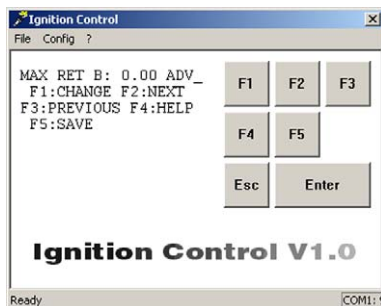 Ignition Control
File Config ?
MAX RET B: 0.00 ADV_
F1:CHANGE F2:NEXT
F3:PREVIOUS F4:HELP
F5:SAVE
F1 F2 F3
F4 F5
Esc Enter
Ignition Control V1.0
Ready COM1: